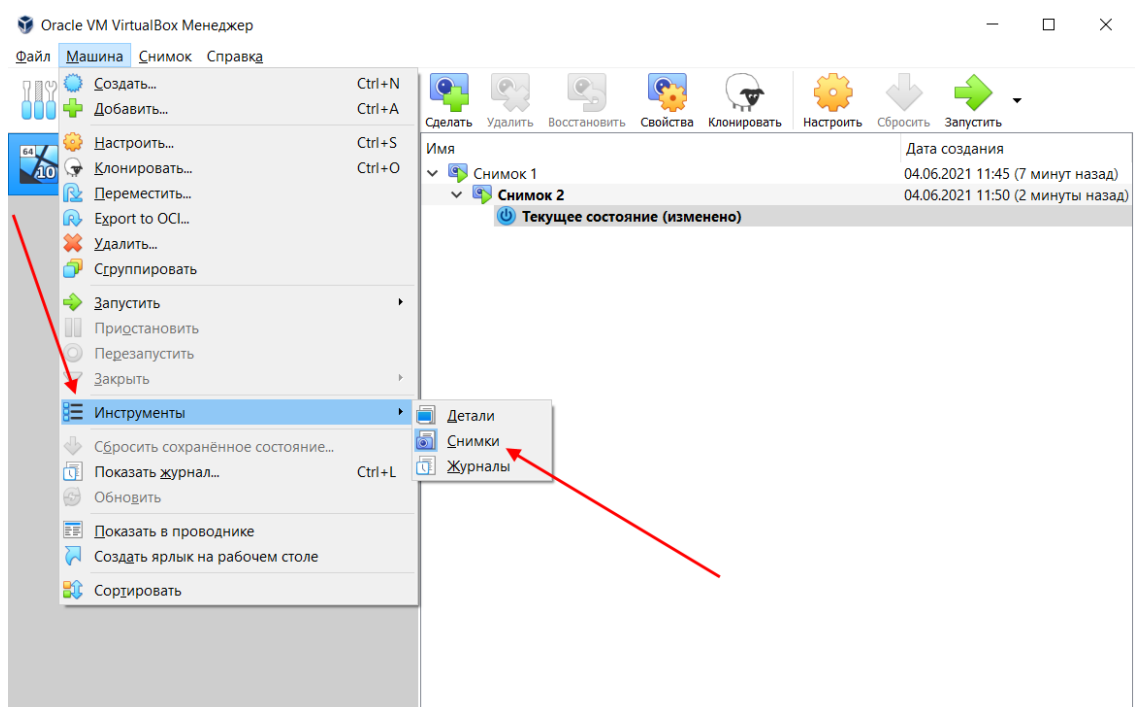 Oracle VM VirtualBox Менеджер
Файл Машина Снимок Справка
Создать... Ctrl+N
Добавить... Ctrl+A
Настроить... Ctrl+S
Клонировать... Ctrl+O
Переместить...
Export to OCI...
Удалить...
Сгруппировать
Запустить
Приостановить
Перезапустить
Закрыть
Инструменты
Сбросить сохранённое состояние...
Показать журнал... Ctrl+L
Обновить
Показать в проводнике
Создать ярлык на рабочем столе
Сортировать
Детали
Снимки
Журналы
64
10
Сделать Удалить Восстановить Свойства Клонировать Настроить Сбросить Запустить
Имя Дата создания
Снимок 1 04.06.2021 11:45 (7 минут назад)
Снимок 2 04.06.2021 11:50 (2 минуты назад)
Текущее состояние (изменено)